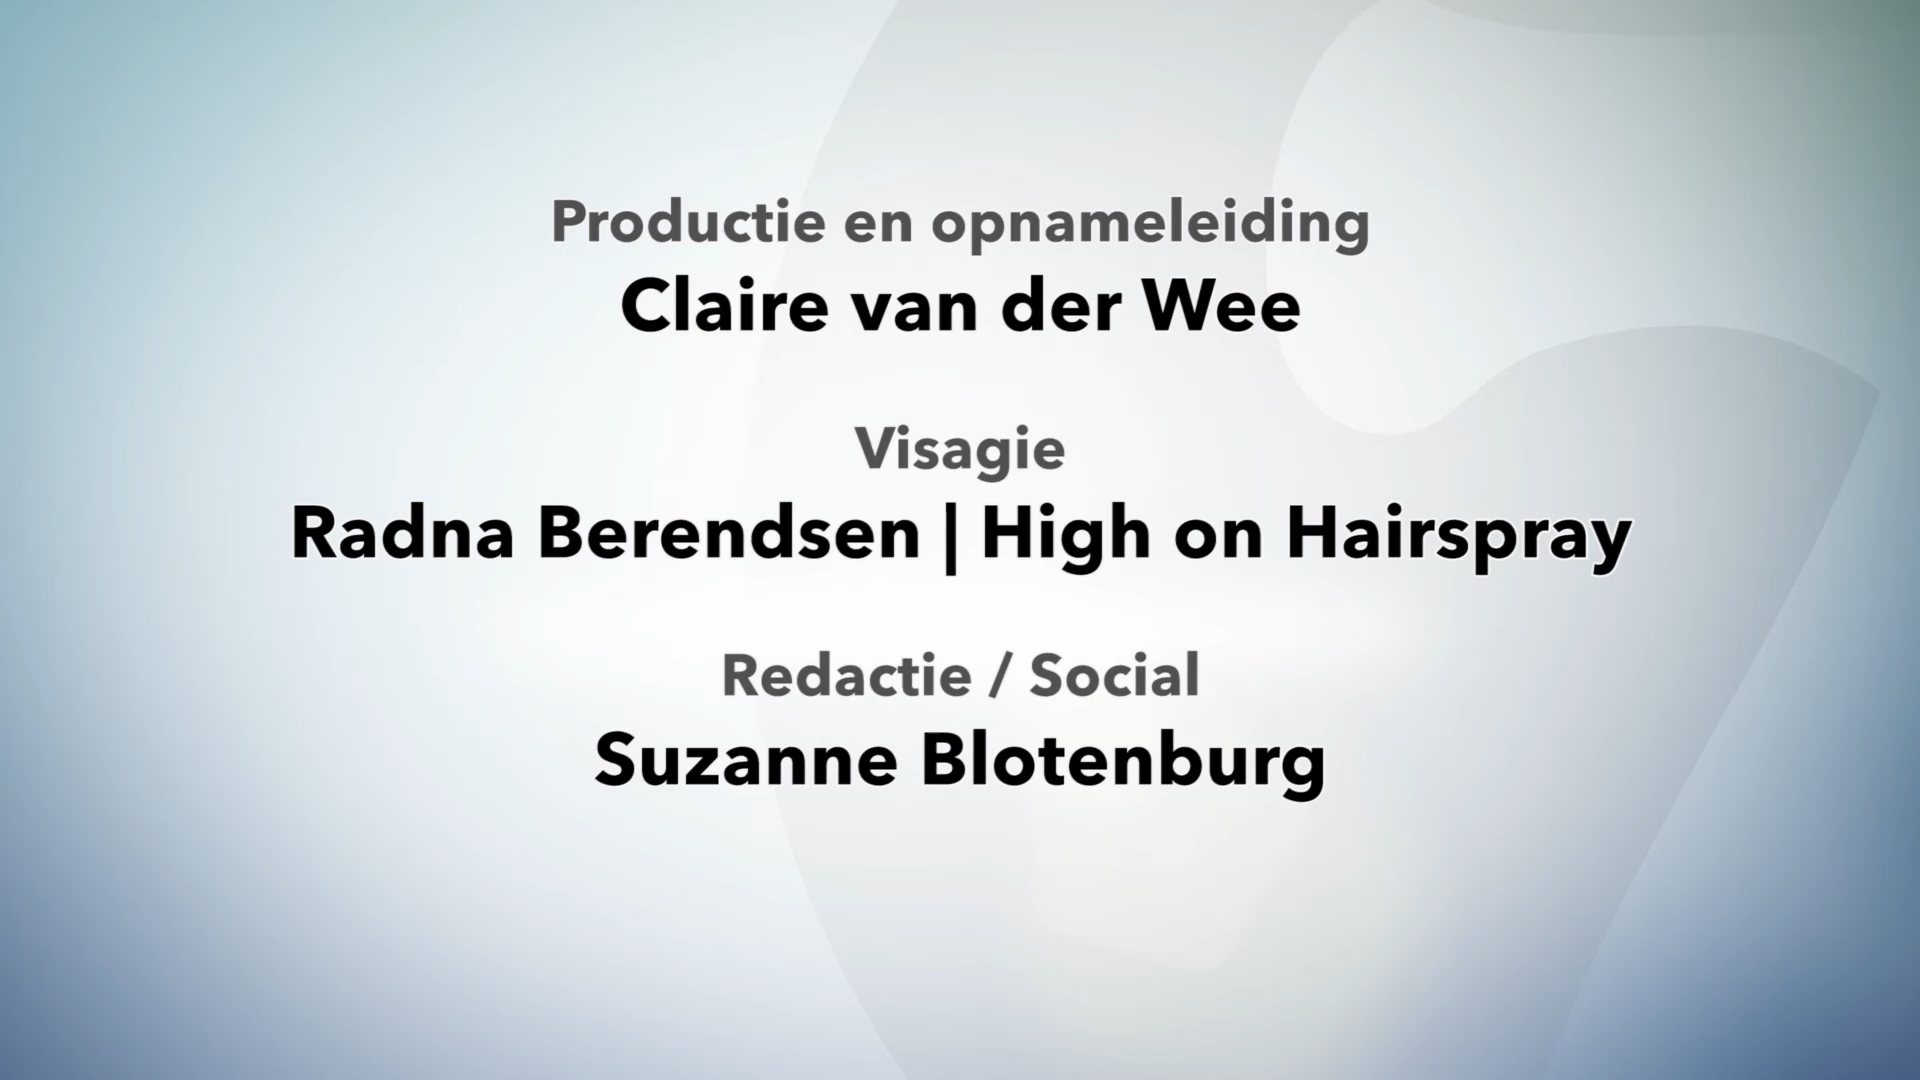 Productie en opnameleiding
Claire van der Wee
Visagie
Radna Berendsen | High on Hairspray
Redactie / Social
Suzanne Blotenburg